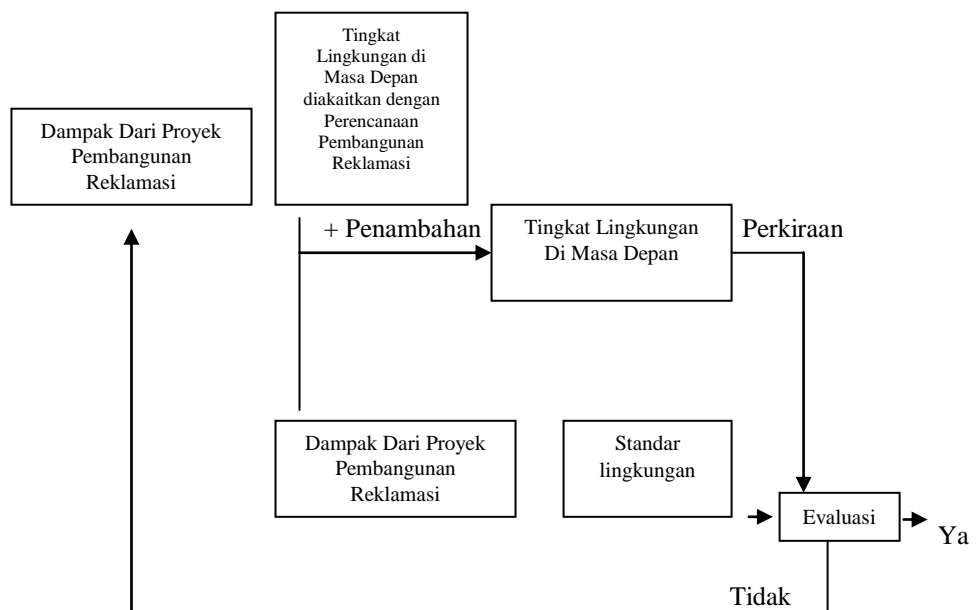 Tingkat
Lingkungan di
Masa Depan
diakaitkan dengan
Perencanaan
Pembangunan
Reklamasi
Dampak Dari Proyek
Pembangunan
Reklamasi
+ Penambahan
Tingkat Lingkungan
Di Masa Depan
Perkiraan
Dampak Dari Proyek
Pembangunan
Reklamasi
Standar
lingkungan
Evaluasi
Ya
Tidak